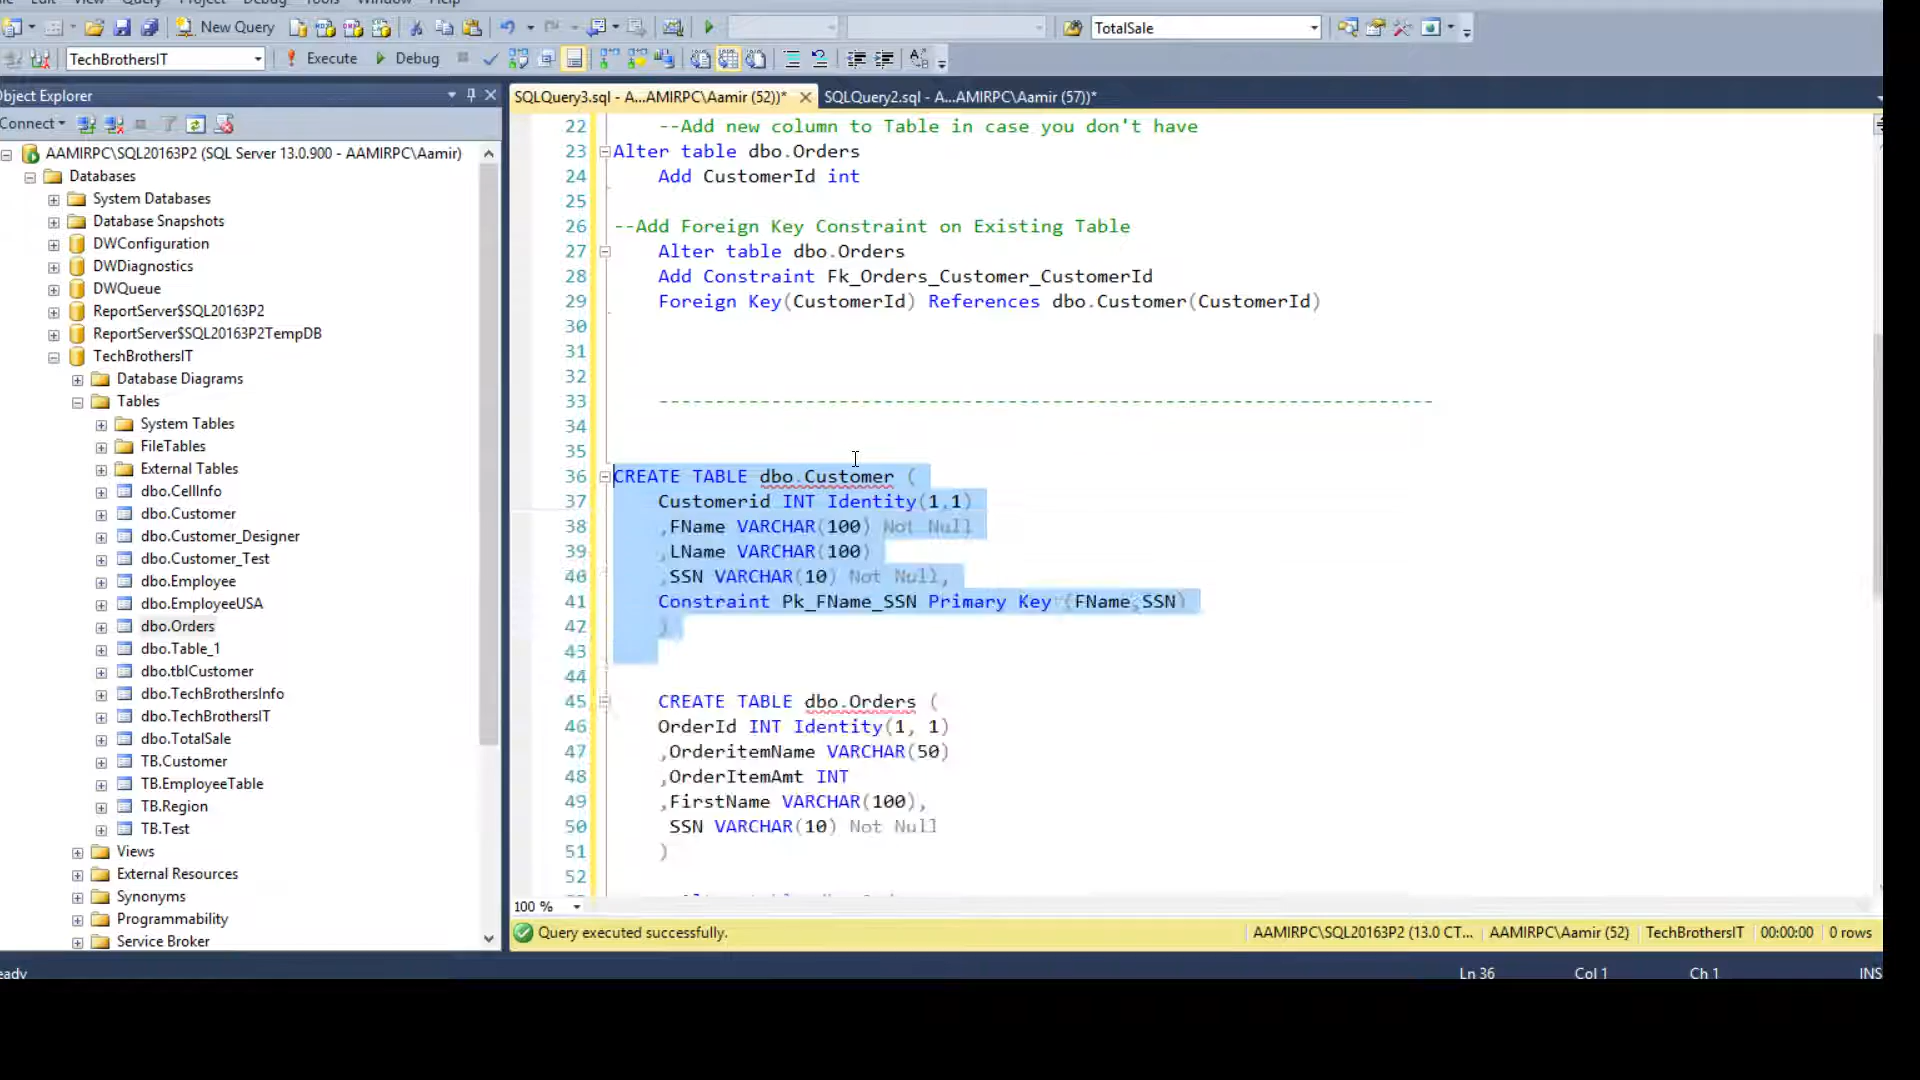 Edit View Query Project Debug Tools Window Help
New Query TotalSale
TechBrothersIT Execute Debug
bject Explorer
Connect
AAMIRPC\SQL20163P2 (SQL Server 13.0.900 - AAMIRPC\Aamir)
Databases
System Databases
Database Snapshots
DWConfiguration
DWDiagnostics
DWQueue
ReportServer$SQL20163P2
ReportServer$SQL20163P2TempDB
TechBrothersIT
Database Diagrams
Tables
System Tables
FileTables
External Tables
dbo.CellInfo
dbo.Customer
dbo.Customer_Designer
dbo.Customer_Test
dbo.Employee
dbo.EmployeeUSA
dbo.Orders
dbo.Table_1
dbo.tblCustomer
dbo.TechBrothersInfo
dbo.TechBrothersIT
dbo.TotalSale
TB.Customer
TB.EmployeeTable
TB.Region
TB.Test
Views
External Resources
Synonyms
Programmability
Service Broker
SQLQuery3.sql - A...AMIRPC\Aamir (52))* SQLQuery2.sql - A...AMIRPC\Aamir (57))*
22 --Add new column to Table in case you don't have
23 Alter table dbo.Orders
24 Add CustomerId int
25
26 --Add Foreign Key Constraint on Existing Table
27 Alter table dbo.Orders
28 Add Constraint Fk_Orders_Customer_CustomerId
29 Foreign Key(CustomerId) References dbo.Customer(CustomerId)
30
31
32
33 ---------------------------------------------------------------------
34
35
36 CREATE TABLE dbo.Customer (
37 Customerid INT Identity(1,1)
38 ,FName VARCHAR(100) Not Null
39 ,LName VARCHAR(100)
40 ,SSN VARCHAR(10) Not Null,
41 Constraint Pk_FName_SSN Primary Key (FName,SSN)
42 )
43
44
45 CREATE TABLE dbo.Orders (
46 OrderId INT Identity(1, 1)
47 ,OrderitemName VARCHAR(50)
48 ,OrderItemAmt INT
49 ,FirstName VARCHAR(100),
50 SSN VARCHAR(10) Not Null
51 )
52
100 %
Query executed successfully. AAMIRPC\SQL20163P2 (13.0 CT... AAMIRPC\Aamir (52) TechBrothersIT 00:00:00 0 rows
eady Ln 36 Col 1 Ch 1 INS